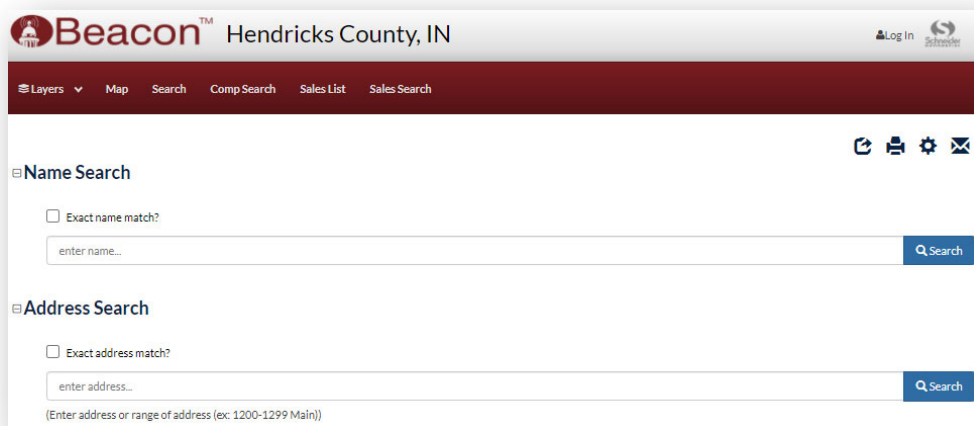 Beacon™ Hendricks County, IN
Log In Schneider
Layers Map Search Comp Search Sales List Sales Search
Name Search
Exact name match?
enter name...
Search
Address Search
Exact address match?
enter address...
Search
(Enter address or range of address (ex: 1200-1299 Main))